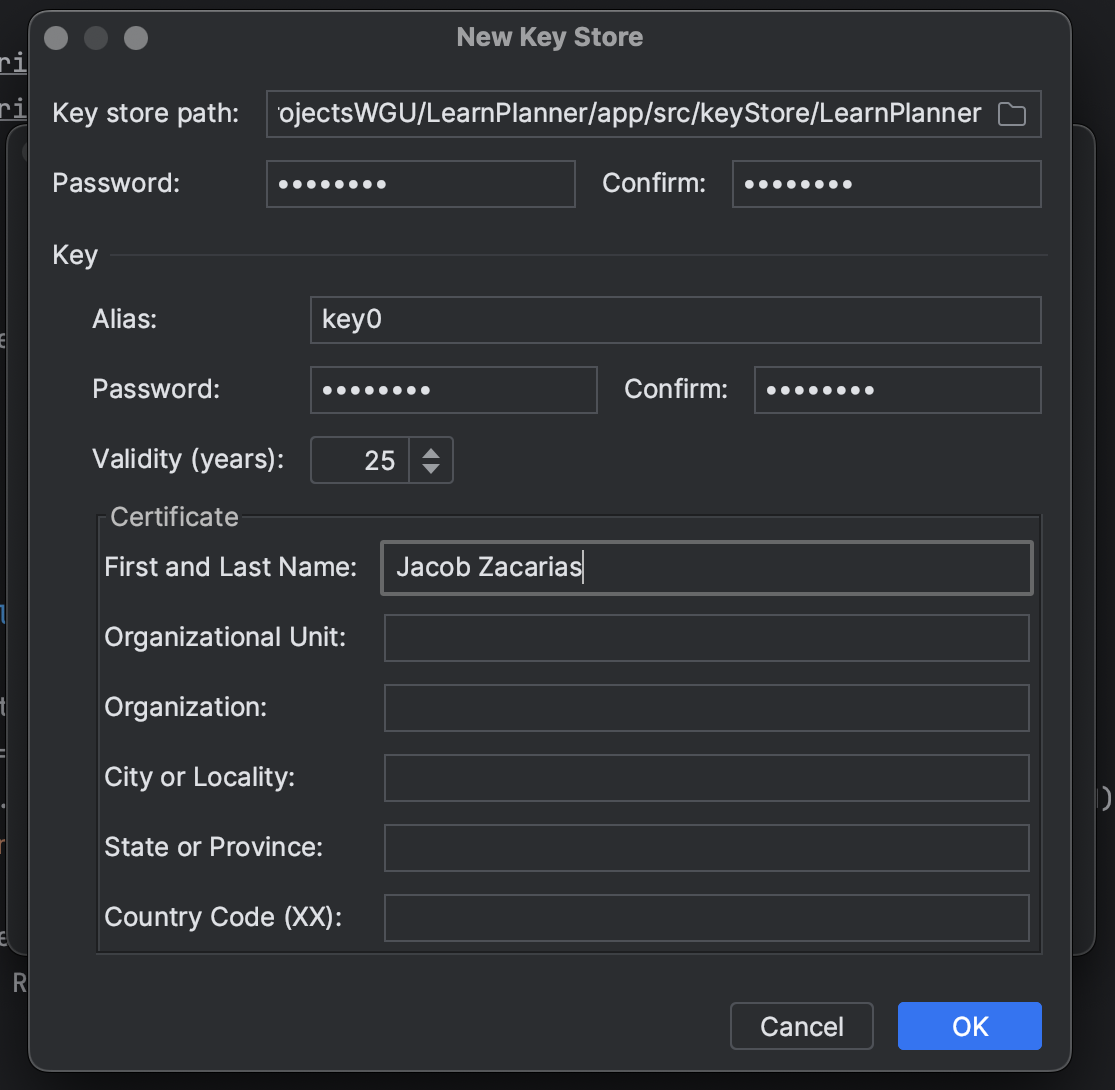 New Key Store
Key store path: ojectsWGU/LearnPlanner/app/src/keyStore/LearnPlanner
Password: •••••••• Confirm: ••••••••
Key
Alias: key0
Password: •••••••• Confirm: ••••••••
Validity (years): 25
Certificate
First and Last Name: Jacob Zacarias
Organizational Unit:
Organization:
City or Locality:
State or Province:
Country Code (XX):
Cancel OK